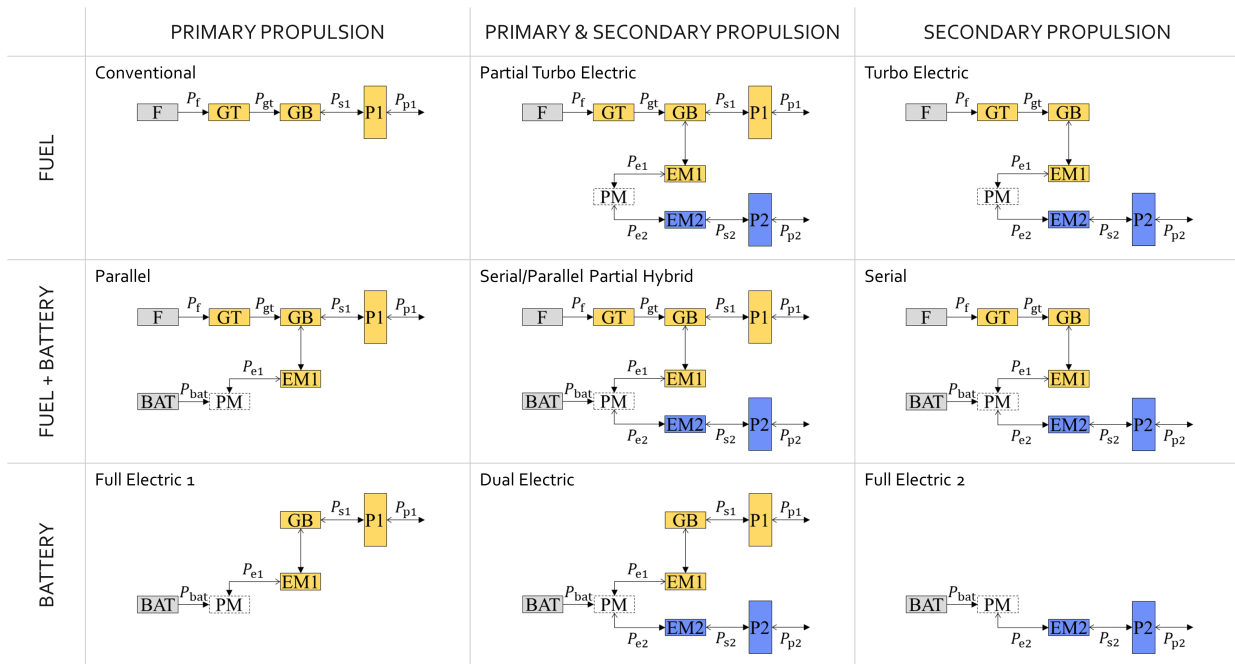 PRIMARY PROPULSION
PRIMARY & SECONDARY PROPULSION
SECONDARY PROPULSION
FUEL
Conventional
F
P_f
GT
P_gt
GB
P_s1
P1
P_p1
Partial Turbo Electric
F
P_f
GT
P_gt
GB
P_s1
P1
P_p1
P_e1
EM1
PM
P_e2
EM2
P_s2
P2
P_p2
Turbo Electric
F
P_f
GT
P_gt
GB
P_e1
EM1
PM
P_e2
EM2
P_s2
P2
P_p2
FUEL + BATTERY
Parallel
F
P_f
GT
P_gt
GB
P_s1
P1
P_p1
P_e1
EM1
BAT
P_bat
PM
Serial/Parallel Partial Hybrid
F
P_f
GT
P_gt
GB
P_s1
P1
P_p1
P_e1
EM1
BAT
P_bat
PM
P_e2
EM2
P_s2
P2
P_p2
Serial
F
P_f
GT
P_gt
GB
P_e1
EM1
BAT
P_bat
PM
P_e2
EM2
P_s2
P2
P_p2
BATTERY
Full Electric 1
GB
P_s1
P1
P_p1
P_e1
EM1
BAT
P_bat
PM
Dual Electric
GB
P_s1
P1
P_p1
P_e1
EM1
BAT
P_bat
PM
P_e2
EM2
P_s2
P2
P_p2
Full Electric 2
BAT
P_bat
PM
P_e2
EM2
P_s2
P2
P_p2